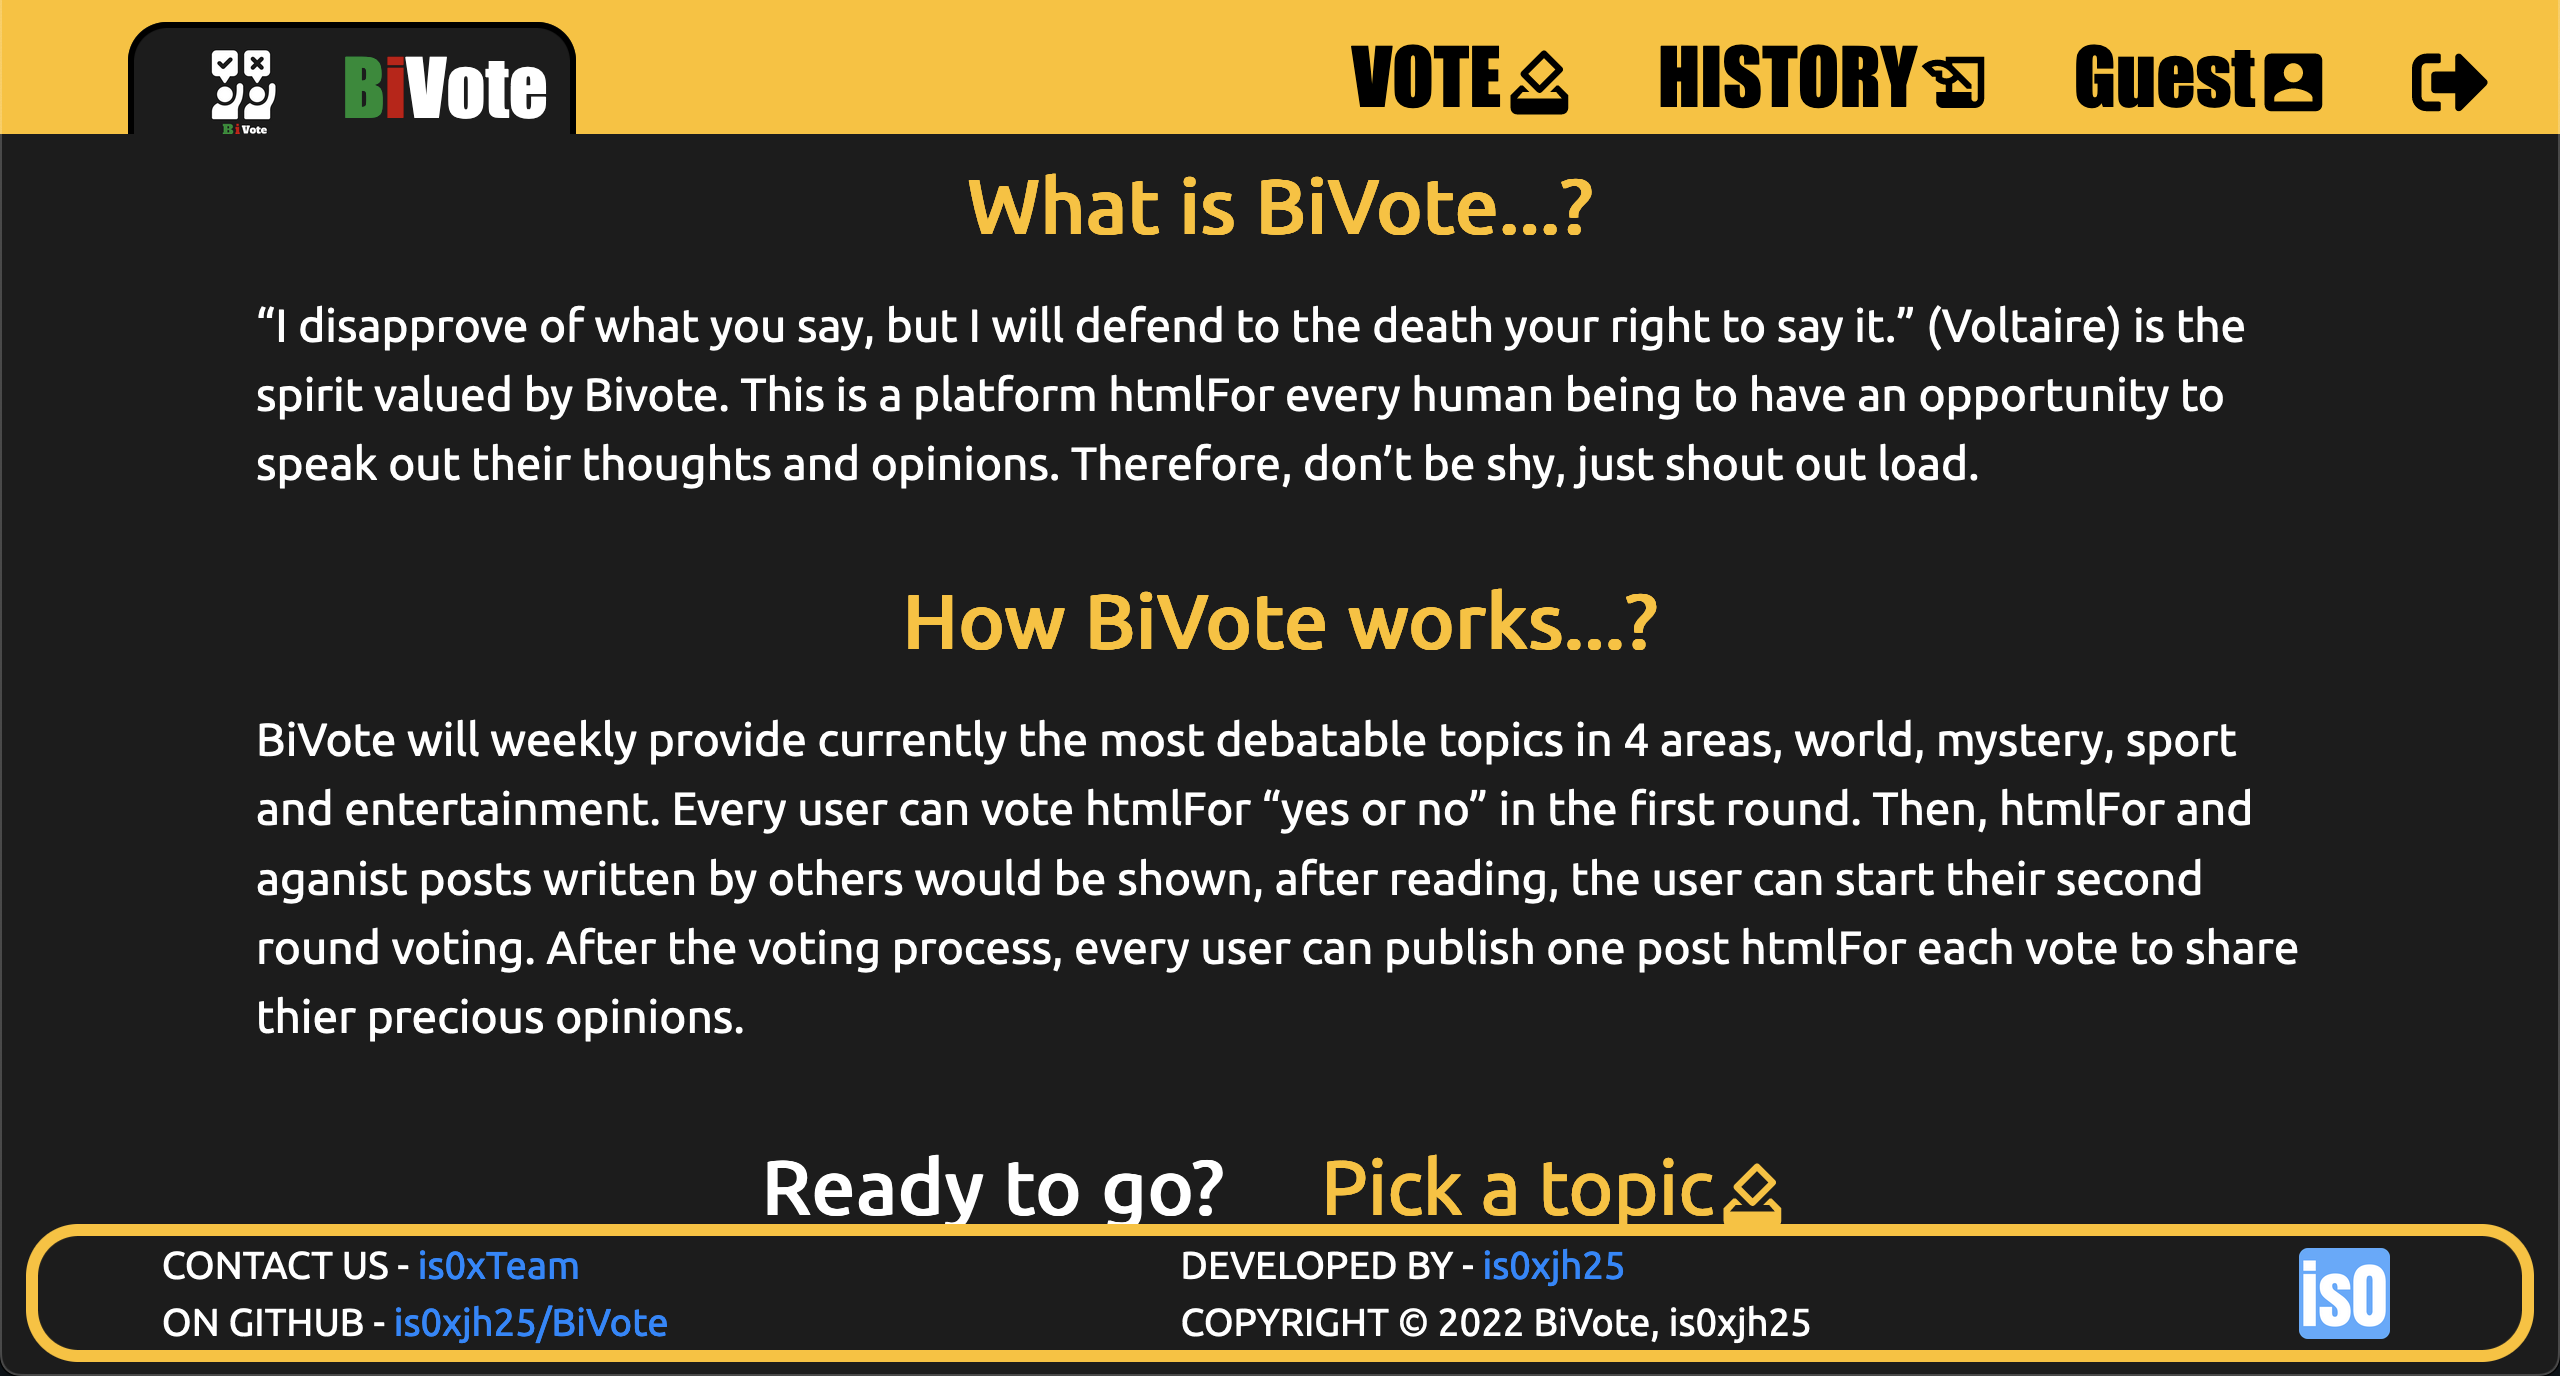 BiVote
BiVote
VOTE
HISTORY
Guest
What is BiVote...?
“I disapprove of what you say, but I will defend to the death your right to say it.” (Voltaire) is the
spirit valued by Bivote. This is a platform htmlFor every human being to have an opportunity to
speak out their thoughts and opinions. Therefore, don’t be shy, just shout out load.
How BiVote works...?
BiVote will weekly provide currently the most debatable topics in 4 areas, world, mystery, sport
and entertainment. Every user can vote htmlFor “yes or no” in the first round. Then, htmlFor and
aganist posts written by others would be shown, after reading, the user can start their second
round voting. After the voting process, every user can publish one post htmlFor each vote to share
thier precious opinions.
Ready to go? Pick a topic
CONTACT US - is0xTeam
ON GITHUB - is0xjh25/BiVote
DEVELOPED BY - is0xjh25
COPYRIGHT © 2022 BiVote, is0xjh25
is0